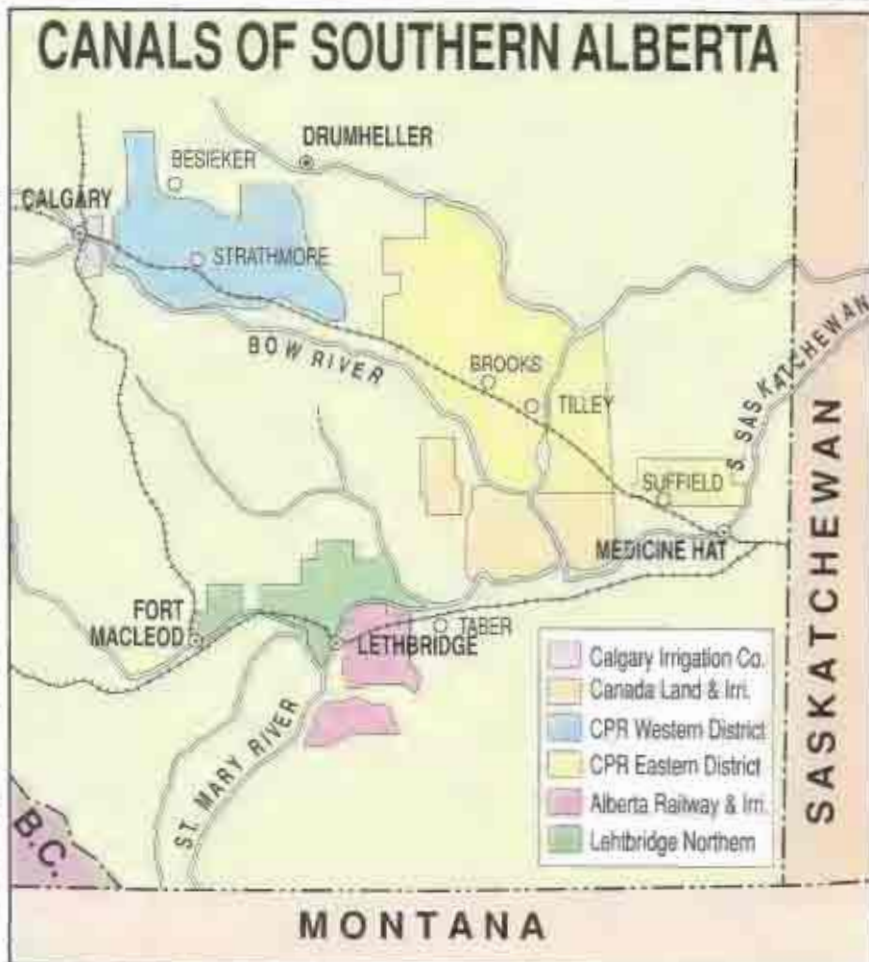 CANALS OF SOUTHERN ALBERTA
DRUMHELLER
BESIEKER
CALGARY
STRATHMORE
BOW RIVER
BROOKS
TILLEY
S. SASKATCHEWAN
SUFFIELD
MEDICINE HAT
FORT
MACLEOD
TABER
LETHBRIDGE
ST. MARY RIVER
Calgary Irrigation Co.
Canada Land & Irri.
CPR Western District
CPR Eastern District
Alberta Railway & Irri.
Lehtbridge Northern
SASKATCHEWAN
B.C.
MONTANA